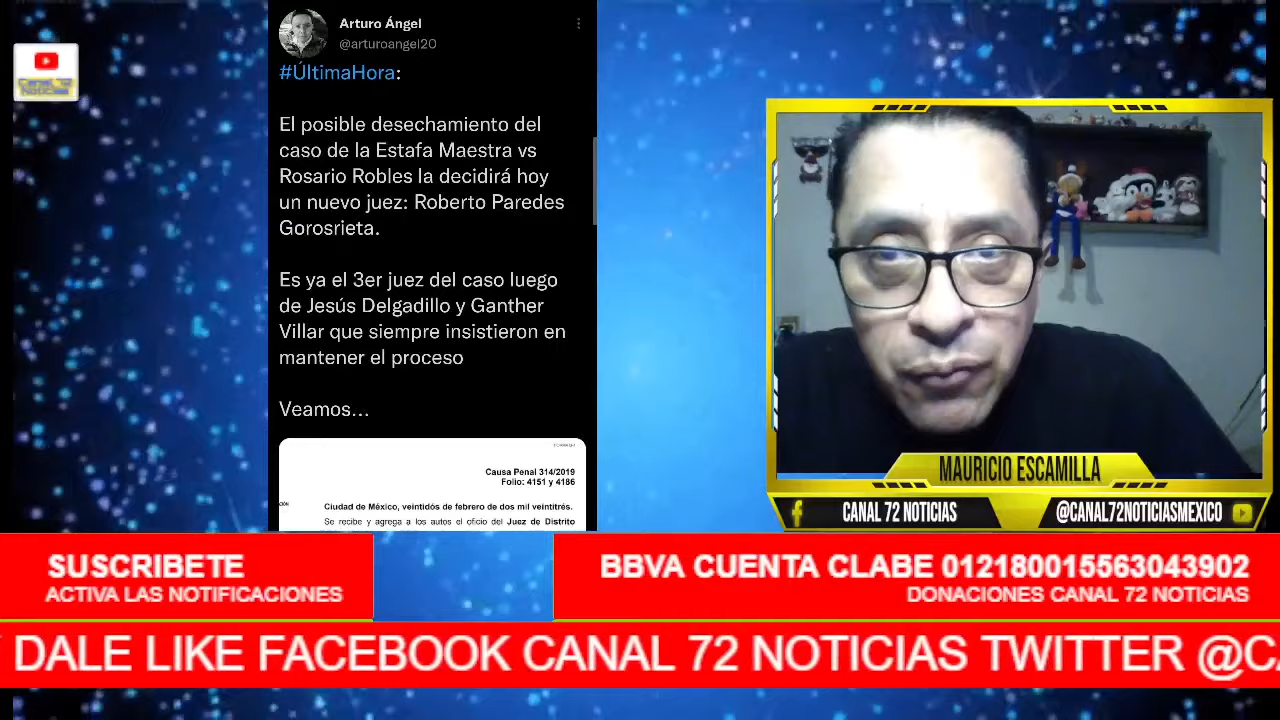 Arturo Ángel
@arturoangel20
#ÚltimaHora:
El posible desechamiento del
caso de la Estafa Maestra vs
Rosario Robles la decidirá hoy
un nuevo juez: Roberto Paredes
Gorosrieta.
Es ya el 3er juez del caso luego
de Jesús Delgadillo y Ganther
Villar que siempre insistieron en
mantener el proceso
Veamos...
Causa Penal 314/2019
Folio: 4151 y 4186
Ciudad de México, veintidós de febrero de dos mil veintitrés.
Se recibe y agrega a los autos el oficio del Juez de Distrito
Canal 72
Noticias
MAURICIO ESCAMILLA
CANAL 72 NOTICIAS
@CANAL72NOTICIASMEXICO
SUSCRIBETE
ACTIVA LAS NOTIFICACIONES
BBVA CUENTA CLABE 012180015563043902
DONACIONES CANAL 72 NOTICIAS
DALE LIKE FACEBOOK CANAL 72 NOTICIAS TWITTER @CA